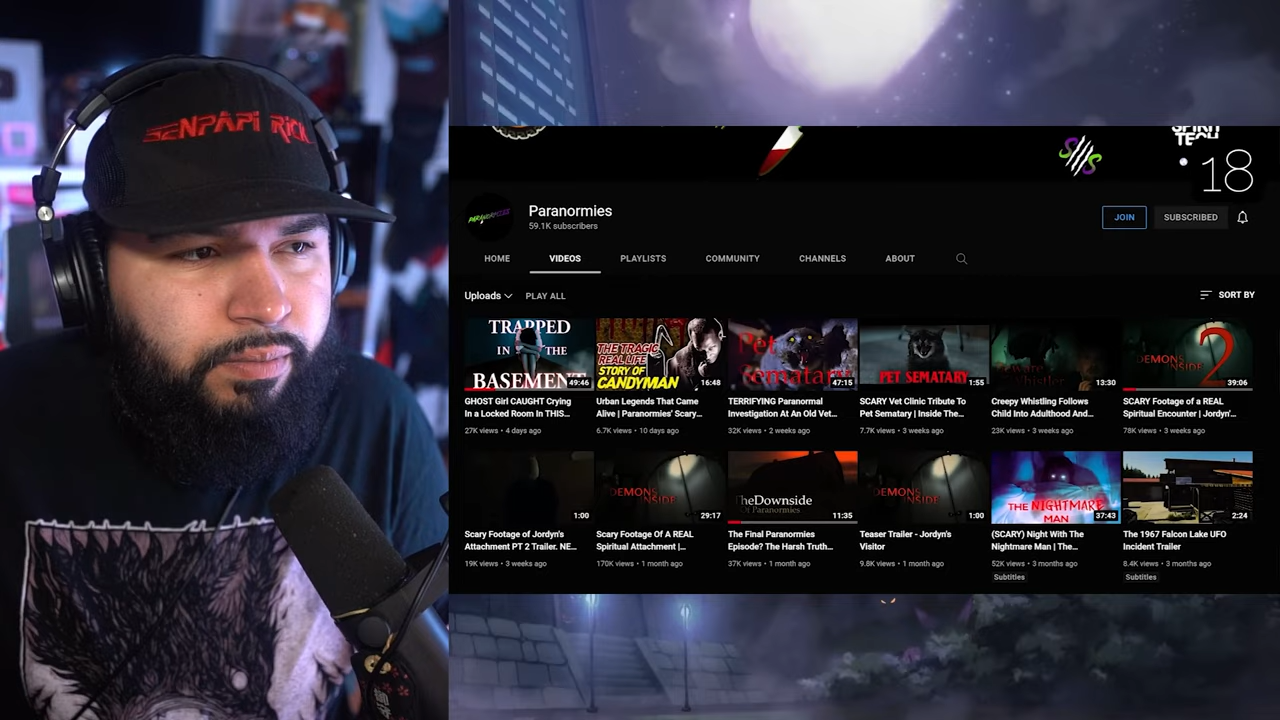 SENPAPI RICK
SPIRIT
TECH
18
PARANORMIES
Paranormies
59.1K subscribers
JOIN
SUBSCRIBED
HOME
VIDEOS
PLAYLISTS
COMMUNITY
CHANNELS
ABOUT
Uploads
PLAY ALL
SORT BY
TRAPPED
IN THE
BASEMENT
49:46
THE TRAGIC
REAL LIFE
STORY OF
CANDYMAN
16:48
Pet
Sematary
47:15
PET SEMATARY
1:55
Beware
Whistler
13:30
DEMONS
INSIDE
2
39:06
GHOST Girl CAUGHT Crying
In a Locked Room In THIS...
27K views • 4 days ago
Urban Legends That Came
Alive | Paranormies' Scary...
6.7K views • 10 days ago
TERRIFYING Paranormal
Investigation At An Old Vet...
32K views • 2 weeks ago
SCARY Vet Clinic Tribute To
Pet Sematary | Inside The...
7.7K views • 3 weeks ago
Creepy Whistling Follows
Child Into Adulthood And...
23K views • 3 weeks ago
SCARY Footage of a REAL
Spiritual Encounter | Jordyn'...
78K views • 3 weeks ago
1:00
DEMONS
INSIDE
29:17
TheDownside
Of Paranormies
11:35
DEMONS
INSIDE
1:00
THE NIGHTMARE
MAN
37:43
2:24
Scary Footage of Jordyn's
Attachment PT 2 Trailer. NE...
19K views • 3 weeks ago
Scary Footage Of A REAL
Spiritual Attachment |...
170K views • 1 month ago
The Final Paranormies
Episode? The Harsh Truth...
37K views • 1 month ago
Teaser Trailer - Jordyn's
Visitor
9.8K views • 1 month ago
(SCARY) Night With The
Nightmare Man | The...
52K views • 3 months ago
Subtitles
The 1967 Falcon Lake UFO
Incident Trailer
8.4K views • 3 months ago
Subtitles